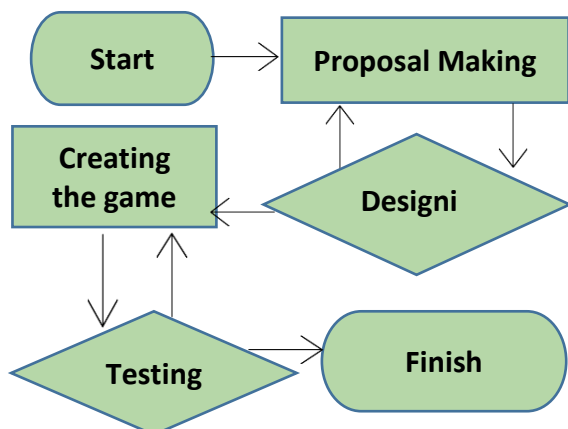 Start
Proposal Making
Creating
the game
Designi
Testing
Finish